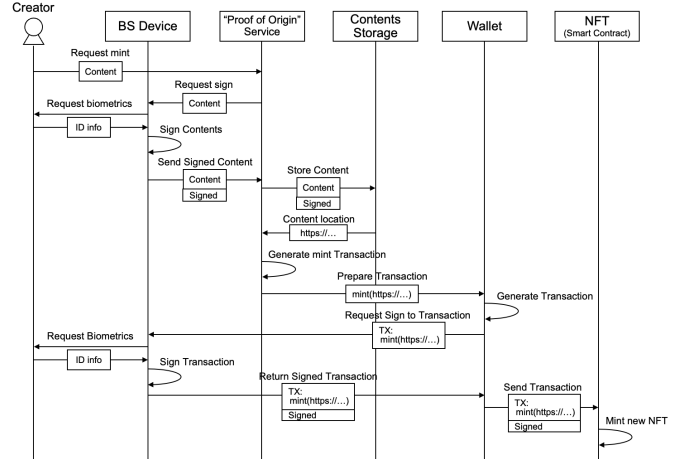 Creator
BS Device
“Proof of Origin”
Service
Contents
Storage
Wallet
NFT
(Smart Contract)
Request mint
Content
Request sign
Content
Request biometrics
ID info
Sign Contents
Send Signed Content
Content
Signed
Store Content
Content
Signed
Content location
https://...
Generate mint Transaction
Prepare Transaction
mint(https://...)
Generate Transaction
Request Sign to Transaction
TX:
mint(https://...)
Request Biometrics
ID info
Sign Transaction
Return Signed Transaction
TX:
mint(https://...)
Signed
Send Transaction
TX:
mint(https://...)
Signed
Mint new NFT